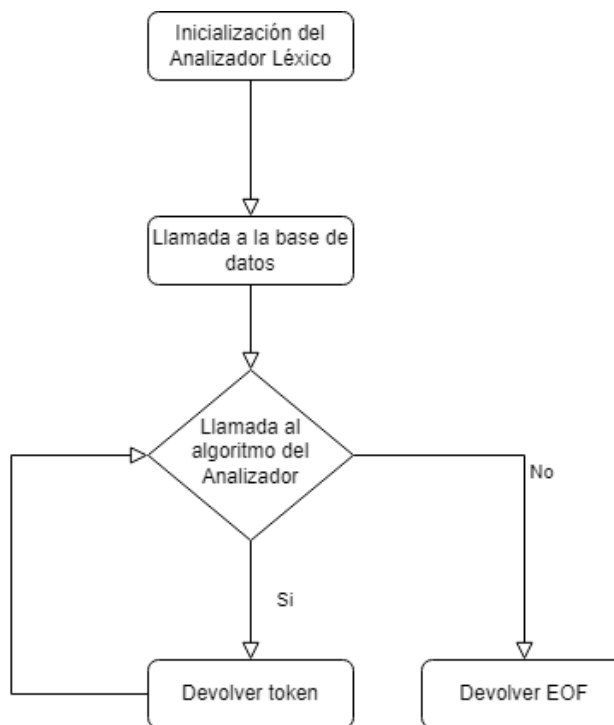 Inicialización del
Analizador Léxico
Llamada a la base de
datos
Llamada al
algoritmo del
Analizador
No
Si
Devolver token
Devolver EOF